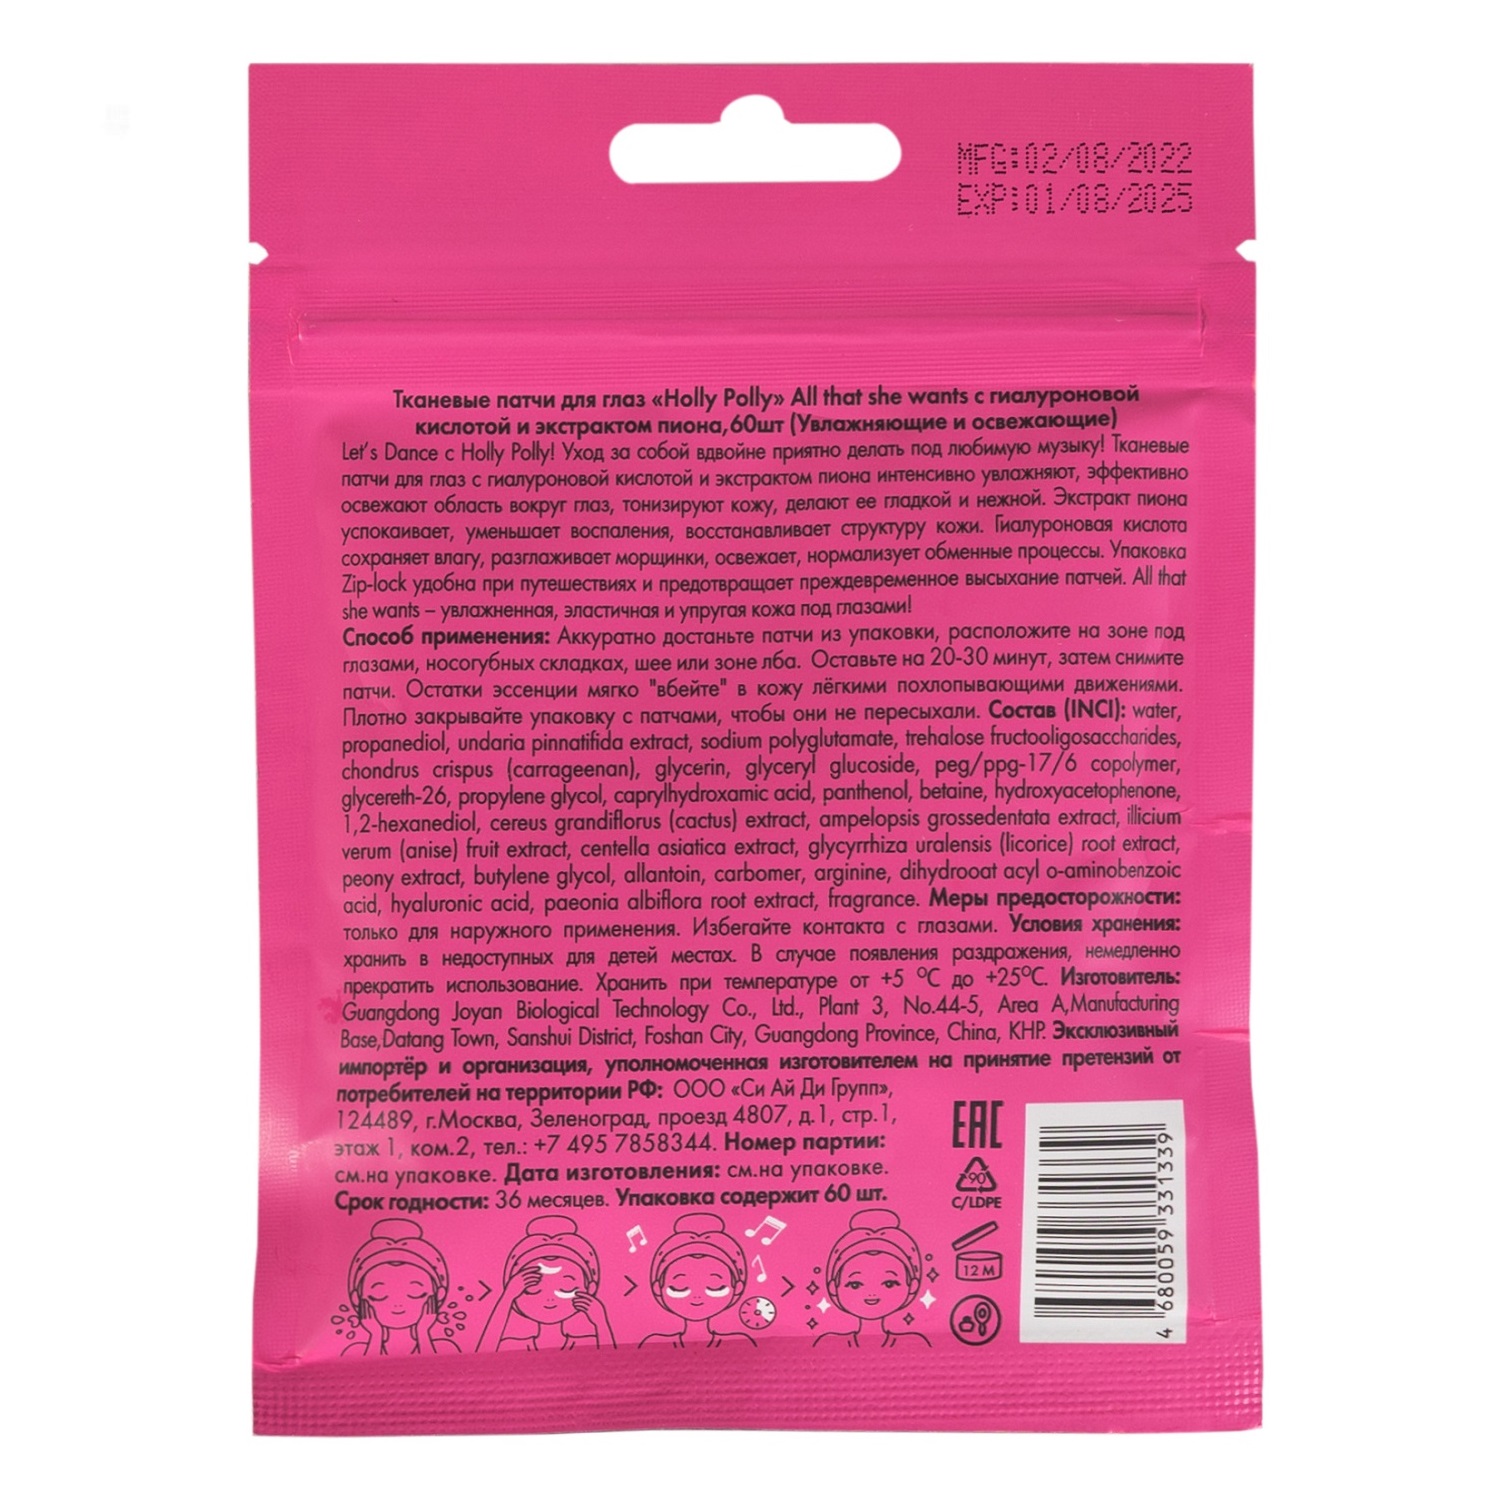 MFG:02/08/2022
EXP:01/08/2025
Тканевые патчи для глаз «Holly Polly» All that she wants с гиалуроновой
кислотой и экстрактом пиона,60шт (Увлажняющие и освежающие)
Let's Dance с Holly Polly! Уход за собой вдвойне приятно делать под любимую музыку! Тканевые
патчи для глаз с гиалуроновой кислотой и экстрактом пиона интенсивно увлажняют, эффективно
освежают область вокруг глаз, тонизируют кожу, делают ее гладкой и нежной. Экстракт пиона
успокаивает, уменьшает воспаления, восстанавливает структуру кожи. Гиалуроновая кислота
сохраняет влагу, разглаживает морщинки, освежает, нормализует обменные процессы. Упаковка
Zip-lock удобна при путешествиях и предотвращает преждевременное высыхание патчей. All that
she wants – увлажненная, эластичная и упругая кожа под глазами!
Способ применения: Аккуратно достаньте патчи из упаковки, расположите на зоне под
глазами, носогубных складках, шее или зоне лба. Оставьте на 20-30 минут, затем снимите
патчи. Остатки эссенции мягко "вбейте" в кожу лёгкими похлопывающими движениями.
Плотно закрывайте упаковку с патчами, чтобы они не пересыхали. Состав (INCI): water,
propanediol, undaria pinnatifida extract, sodium polyglutamate, trehalose fructooligosaccharides,
chondrus crispus (carrageenan), glycerin, glyceryl glucoside, peg/ppg-17/6 copolymer,
glycereth-26, propylene glycol, caprylhydroxamic acid, panthenol, betaine, hydroxyacetophenone,
1,2-hexanediol, cereus grandiflorus (cactus) extract, ampelopsis grossedentata extract, illicium
verum (anise) fruit extract, centella asiatica extract, glycyrrhiza uralensis (licorice) root extract,
peony extract, butylene glycol, allantoin, carbomer, arginine, dihydrooat acyl o-aminobenzoic
acid, hyaluronic acid, paeonia albiflora root extract, fragrance. Меры предосторожности:
только для наружного применения. Избегайте контакта с глазами. Условия хранения:
хранить в недоступных для детей местах. В случае появления раздражения, немедленно
прекратить использование. Хранить при температуре от +5 °C до +25°C. Изготовитель:
Guangdong Joyan Biological Technology Co., Ltd., Plant 3, No.44-5, Area A,Manufacturing
Base,Datang Town, Sanshui District, Foshan City, Guangdong Province, China, КНР. Эксклюзивный
импортёр и организация, уполномоченная изготовителем на принятие претензий от
потребителей на территории РФ: ООО «Си Ай Ди Групп»,
124489, г.Москва, Зеленоград, проезд 4807, д.1, стр.1,
этаж 1, ком.2, тел.: +7 495 7858344. Номер партии:
см.на упаковке. Дата изготовления: см.на упаковке.
Срок годности: 36 месяцев. Упаковка содержит 60 шт.
EAC
90
C/LDPE
12 M
4 680059 331339